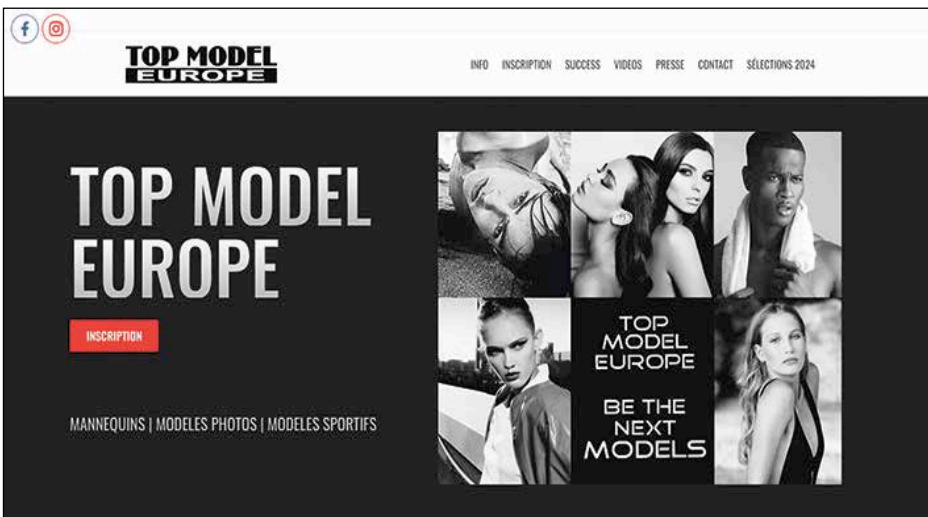 TOP MODEL
EUROPE
INFO INSCRIPTION SUCCESS VIDEOS PRESSE CONTACT SÉLECTIONS 2024
TOP MODEL
EUROPE
INSCRIPTION
MANNEQUINS | MODELES PHOTOS | MODELES SPORTIFS
TOP
MODEL
EUROPE
BE THE
NEXT
MODELS